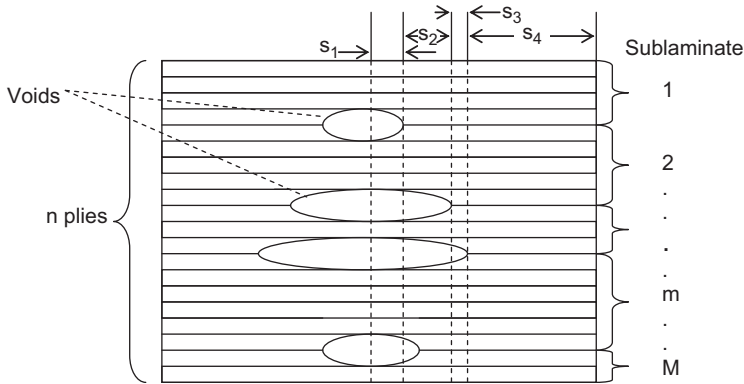 s₃
s₁ s₂ s₄ Sublaminate
1
Voids
2
.
n plies
.
.
.
m
.
.
M